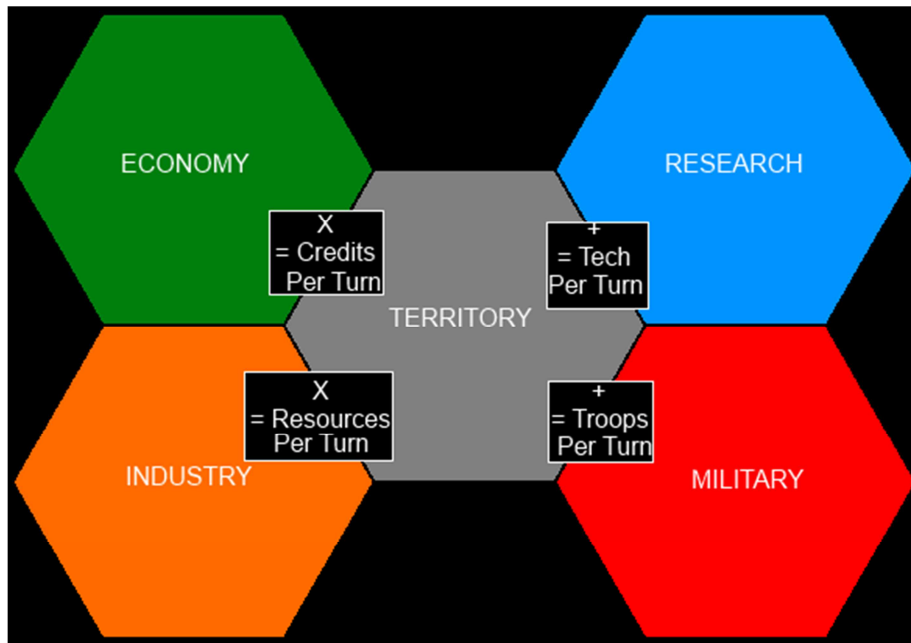 ECONOMY
RESEARCH
X
= Credits
Per Turn
+
= Tech
Per Turn
TERRITORY
X
= Resources
Per Turn
+
= Troops
Per Turn
INDUSTRY
MILITARY